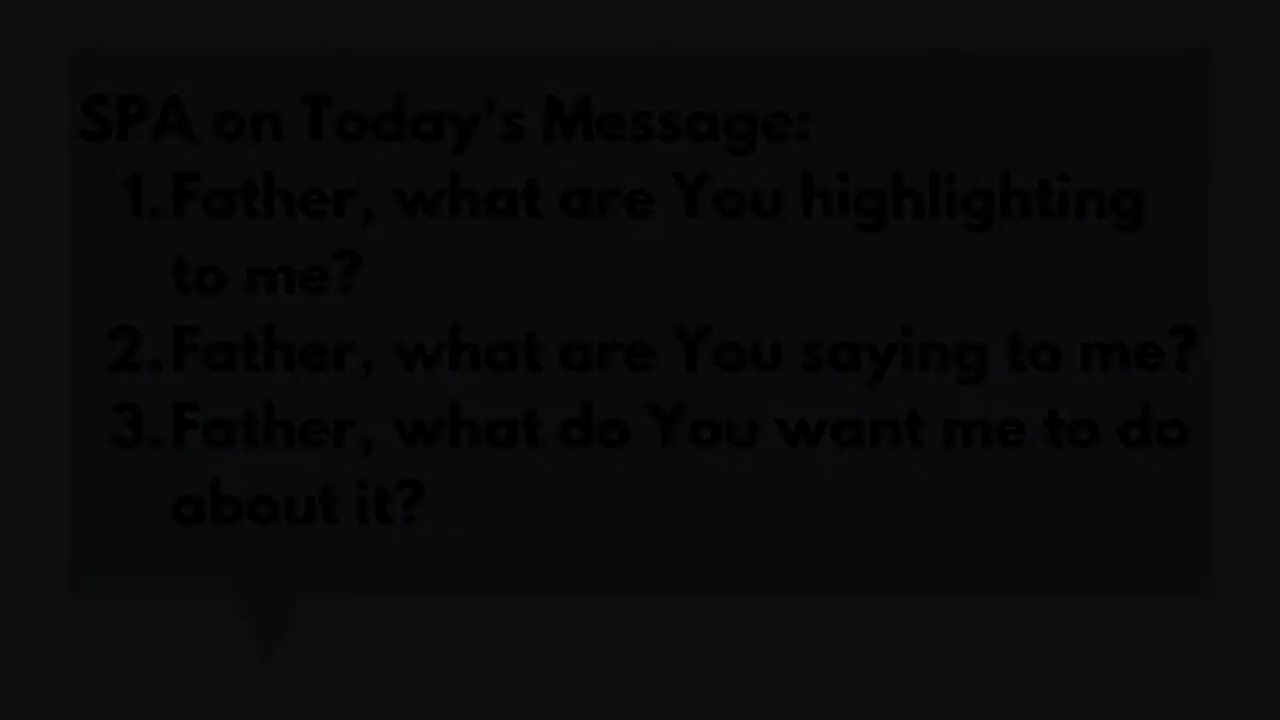 SPA on Today's Message:
1. Father, what are You highlighting
to me?
2. Father, what are You saying to me?
3. Father, what do You want me to do
about it?